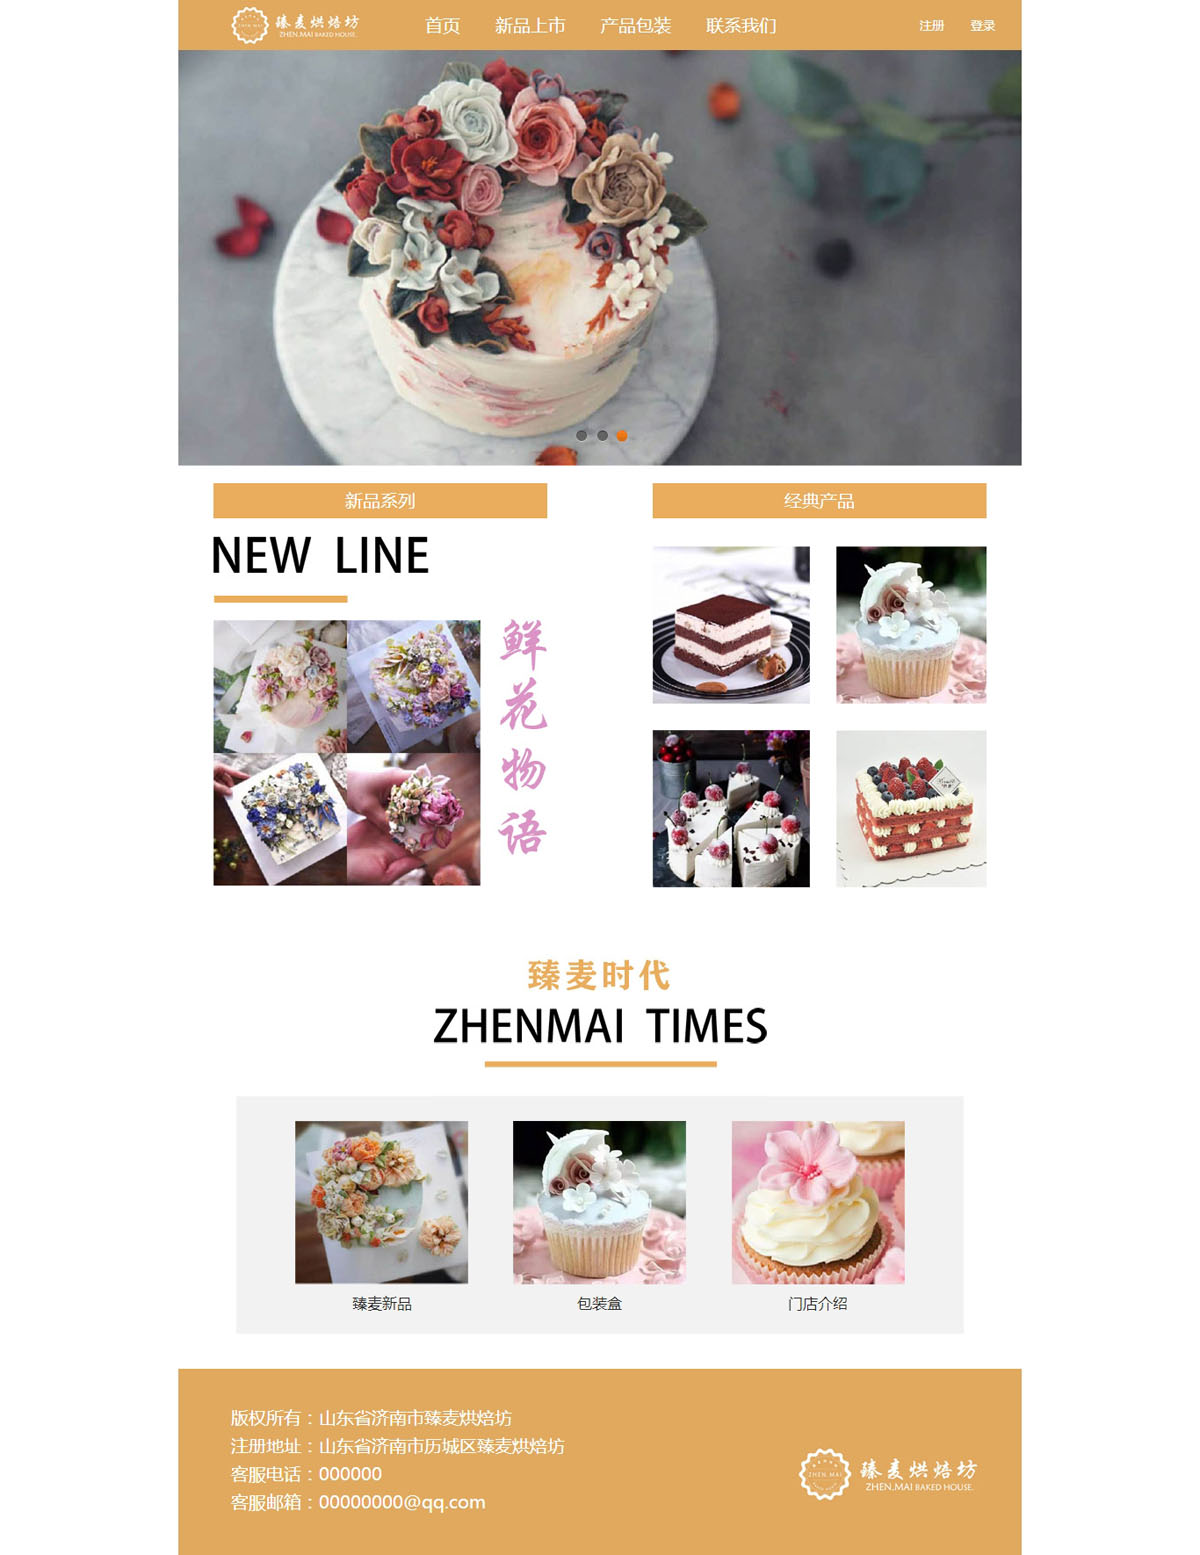 臻麦烘焙坊
ZHEN.MAI
ZHEN.MAI BAKED HOUSE.
首页 新品上市 产品包装 联系我们 注册 登录
新品系列
NEW LINE
鲜花物语
经典产品
臻麦时代
ZHENMAI TIMES
臻麦新品 包装盒 门店介绍
版权所有：山东省济南市臻麦烘焙坊
注册地址：山东省济南市历城区臻麦烘焙坊
客服电话：000000
客服邮箱：00000000@qq.com
ZHEN.MAI
臻麦烘焙坊
ZHEN.MAI BAKED HOUSE.